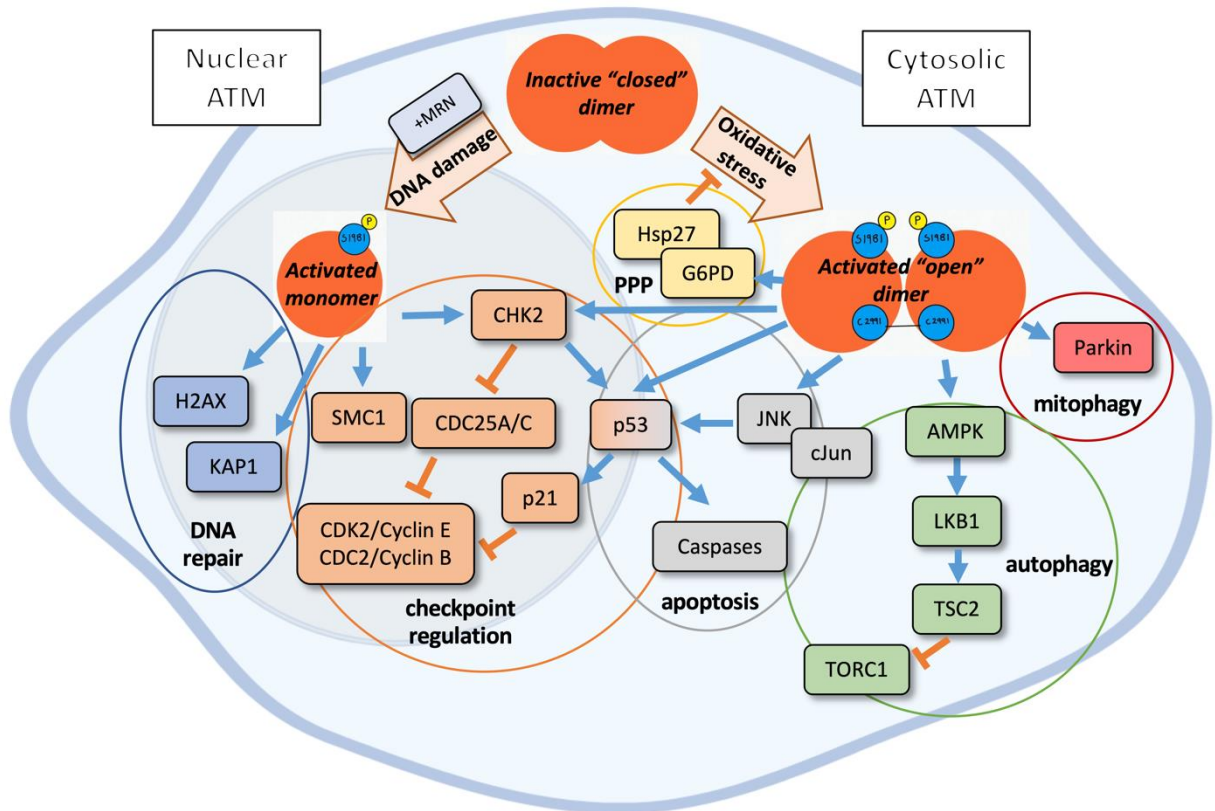 Nuclear
ATM
Inactive “closed”
dimer
Cytosolic
ATM
+MRN
DNA damage
Oxidative
stress
P
S1981
Activated
monomer
Hsp27
G6PD
PPP
P
P
S1981
S1981
Activated “open”
dimer
C2991
C2991
CHK2
Parkin
mitophagy
H2AX
KAP1
DNA
repair
SMC1
CDC25A/C
p53
JNK
cJun
AMPK
p21
LKB1
CDK2/Cyclin E
CDC2/Cyclin B
Caspases
autophagy
checkpoint
regulation
apoptosis
TSC2
TORC1